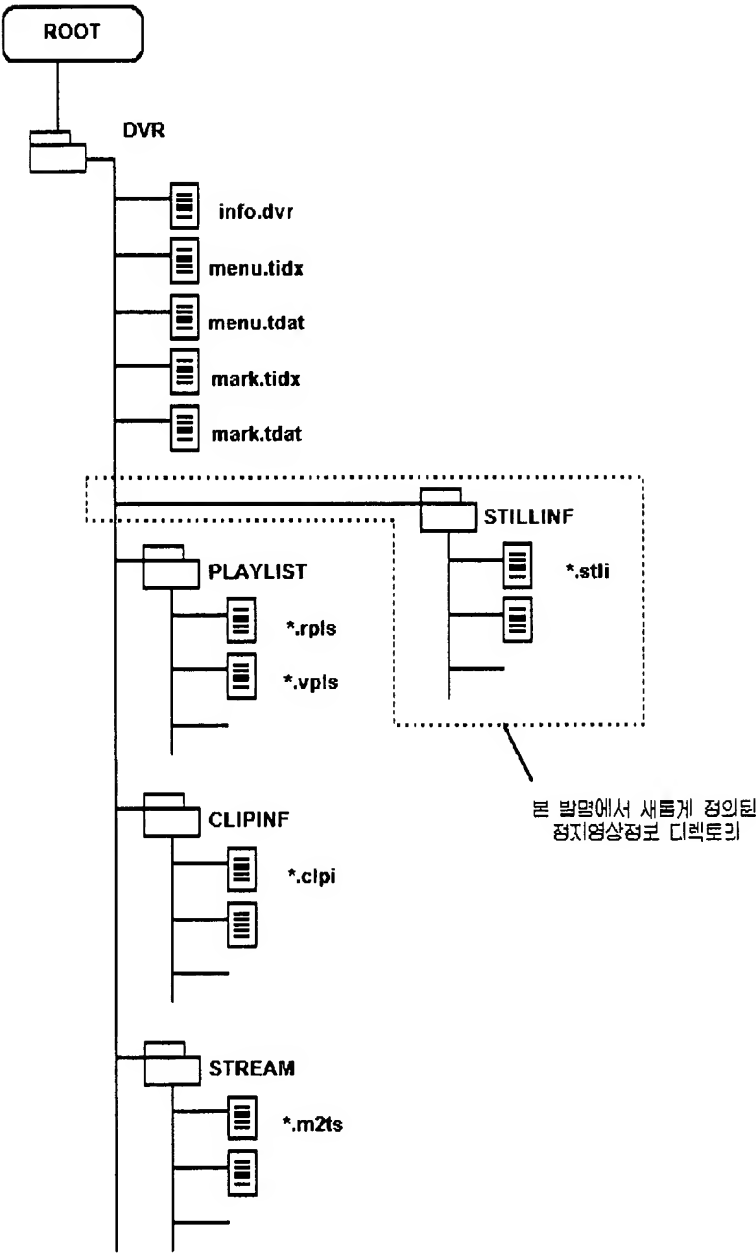 ROOT
DVR
info.dvr
menu.tidx
menu.tdat
mark.tidx
mark.tdat
STILLINF
*.stli
PLAYLIST
*.rpls
*.vpls
본 발명에서 새롭게 정의된
정지영상정보 디렉토리
CLIPINF
*.clpi
STREAM
*.m2ts